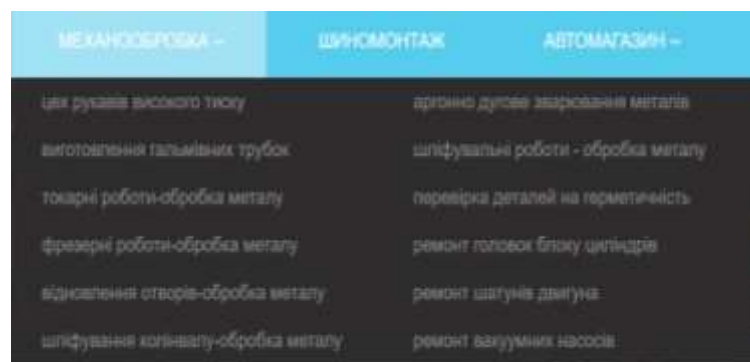 МЕХАНООБРОБКА ~ ШИНОМОНТАЖ АВТОМАГАЗИН ~
цех рукавів високого тиску
виготовлення гальмівних трубок
токарні роботи-обробка металу
фрезерні роботи-обробка металу
відновлення отворів-обробка металу
шліфування колінвалу-обробка металу
аргонно дугове зварювання металів
шліфувальні роботи - обробка металу
перевірка деталей на герметичність
ремонт головок блоку циліндрів
ремонт шатунів двигуна
ремонт вакуумних насосів